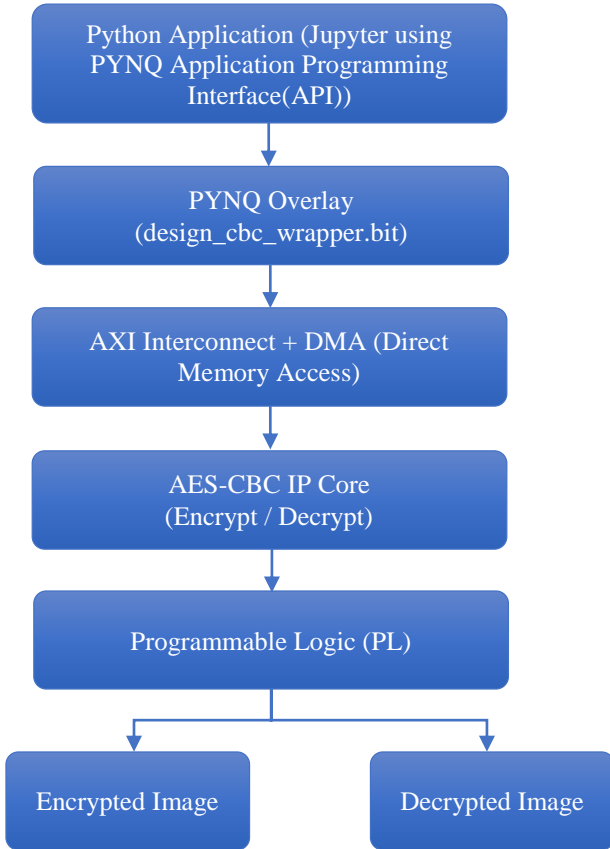 Python Application (Jupyter using
PYNQ Application Programming
Interface(API))
PYNQ Overlay
(design_cbc_wrapper.bit)
AXI Interconnect + DMA (Direct
Memory Access)
AES-CBC IP Core
(Encrypt / Decrypt)
Programmable Logic (PL)
Encrypted Image
Decrypted Image